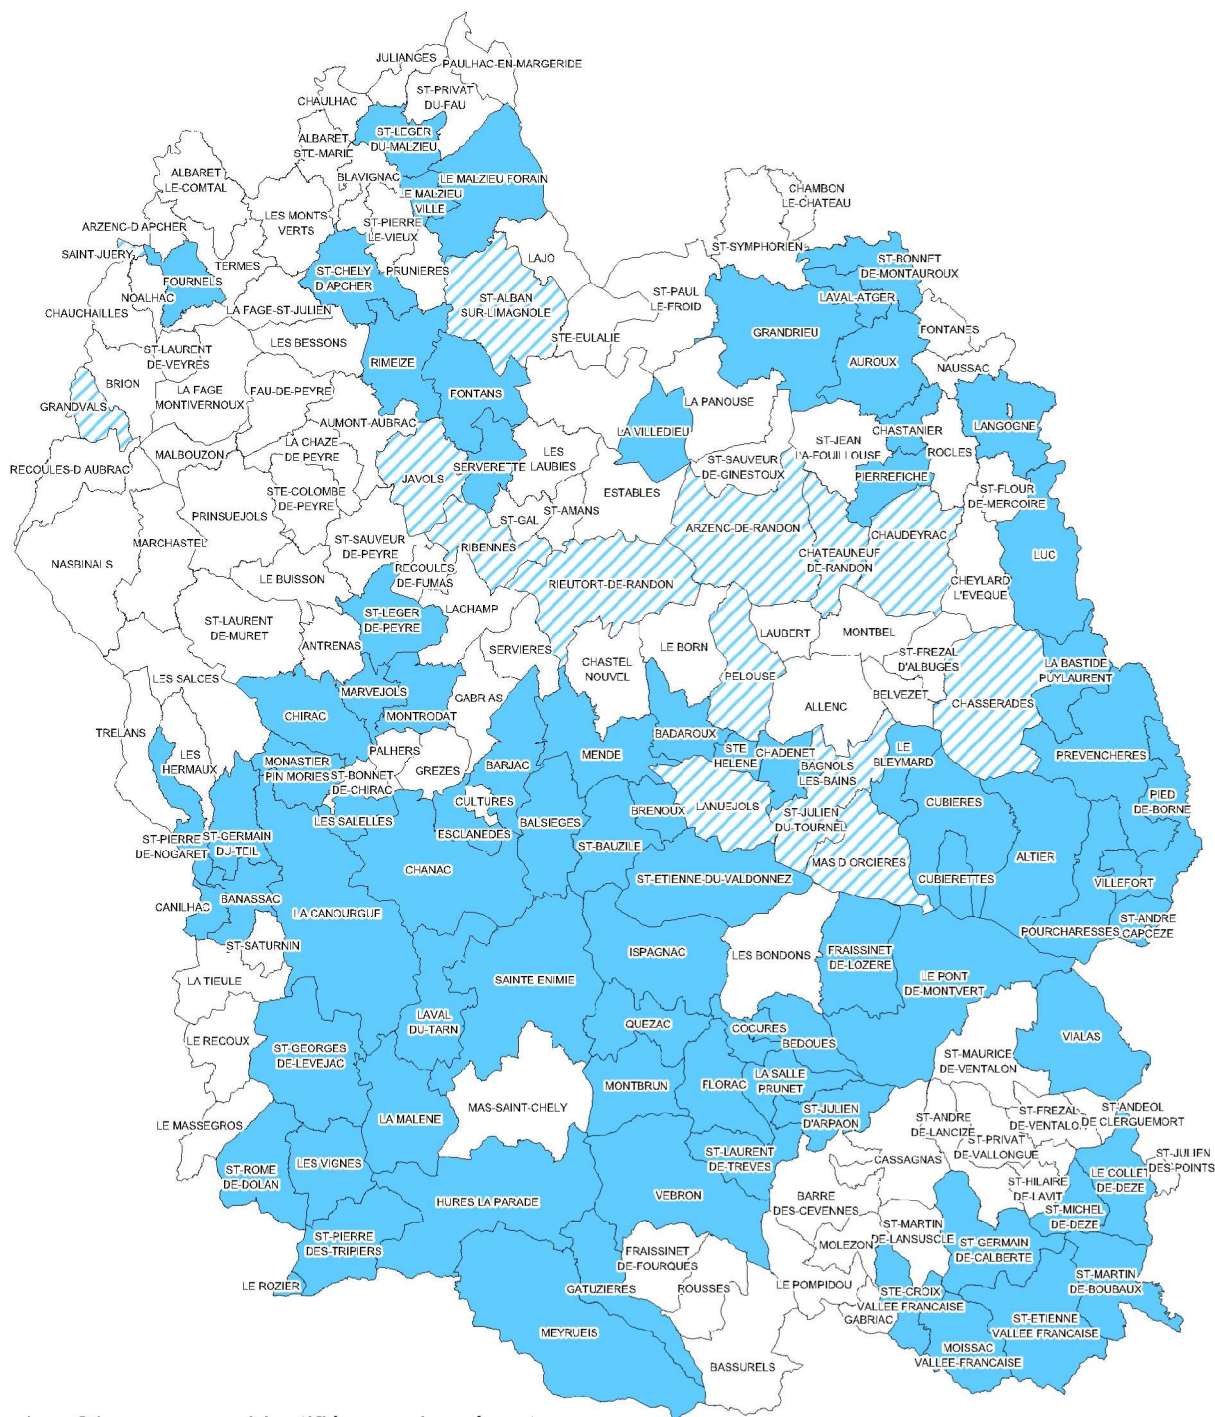 JULIANGES
PAULHAC-EN-MARGERIDE
ST-PRIVAT
DU-FAU
CHAULHAC
ST-LEGER
DU-MALZIEU
ALBARET
STE-MARIE
ALBARET
LE-COMTAL
BLAVIGNAC
LE MALZIEU FORAIN
LE MALZIEU
VILLE
CHAMBON
LE-CHATEAU
LES MONTS
VERTS
ST-PIERRE
LE-VIEUX
ARZENC-D APCHER
ST-SYMPHORIEN
SAINT-JUERY
TERMES
LAJO
ST-BONNET
DE-MONTAUROUX
FOURNELS
ST-CHELY
D APCHER
PRUNIERES
NOALHAC
ST-ALBAN
SUR-LIMAGNOLE
ST-PAUL
LE-FROID
LAVAL-ATGER
CHAUCHAILLES
LA FAGE-ST-JULIEN
GRANDRIEU
FONTANES
STE-EULALIE
LES BESSONS
ST-LAURENT
DE-VEYRES
RIMEIZE
AUROUX
NAUSSAC
BRION
LA FAGE
MONTIVERNOUX
FAU-DE-PEYRE
FONTANS
GRANDVALS
LA PANOUSE
AUMONT-AUBRAC
LA VILLEDIEU
CHASTANIER
LANGOGNE
LA CHAZE
DE PEYRE
ST-JEAN
LA-FOUILLOUSE
MALBOUZON
LES
LAUBIES
ROCLES
RECOULES-D AUBRAC
SERVERETTE
ST-SAUVEUR
DE-GINESTOUX
JAVOLS
PIERREFICHE
STE-COLOMBE
DE-PEYRE
ESTABLES
ST-FLOUR
DE-MERCOIRE
PRINSUEJOLS
ST-AMANS
ST-GAL
ARZENC-DE-RANDON
CHAUDEYRAC
MARCHASTEL
ST-SAUVEUR
DE-PEYRE
RIBENNES
CHATEAUNEUF
DE-RANDON
LUC
NASBINALS
RECOULES
DE-FUMAS
LE BUISSON
RIEUTORT-DE-RANDON
CHEYLARD
L'EVEQUE
ST-LEGER
DE-PEYRE
LACHAMP
ST-LAURENT
DE-MURET
LAUBERT
MONTBEL
ANTRENAS
SERVIERES
LE BORN
ST-FREZAL
D'ALBUGES
CHASTEL
NOUVEL
LA BASTIDE
PUYLAURENT
LES SALCES
PELOUSE
MARVEJOLS
GABRIAS
BELVEZET
CHASSERADES
ALLENC
CHIRAC
MONTRODAT
TRELANS
BADAROUX
LES
HERMAUX
PALHERS
MENDE
STE
HELENE
CHADENET
LE
BLEYMARD
PREVENCHERES
MONASTIER
PIN MORIES
BARJAC
BAGNOLS
LES-BAINS
GREZES
ST-BONNET
DE-CHIRAC
PIED
DE-BORNE
CULTURES
CUBIERES
LANUEJOLS
BRENOUX
LES SALELLES
BALSIEGES
ST-JULIEN
DU-TOURNEL
ESCLANEDES
ST-PIERRE
DE-NOGARET
ST-GERMAIN
DU-TEIL
ST-BAUZILE
ALTIER
MAS D ORCIERES
CHANAC
ST-ETIENNE-DU-VALDONNEZ
CUBIERETTES
VILLEFORT
BANASSAC
CANILHAC
LA CANOURGUE
ST-ANDRE
CAPCEZE
POURCHARESSES
ST-SATURNIN
ISPAGNAC
LES BONDONS
FRAISSINET
DE-LOZERE
LA TIEULE
SAINTE ENIMIE
LE PONT
DE-MONTVERT
LAVAL
DU-TARN
QUEZAC
COCURES
BEDOUES
VIALAS
LE RECOUX
ST-GEORGES
DE-LEVEJAC
ST-MAURICE
DE-VENTALON
LA SALLE
PRUNET
MONTBRUN
FLORAC
MAS-SAINT-CHELY
ST-JULIEN
D'ARPAON
LA MALENE
LE MASSEGROS
ST-ANDRE
DE-LANCIZE
ST-FREZAL
DE-VENTALON
ST-ANDEOL
DE CLERGUEMORT
ST-PRIVAT
DE-VALLONGUE
ST-LAURENT
DE-TREVES
CASSAGNAS
ST-JULIEN
DES-POINTS
LES VIGNES
ST-ROME
DE-DOLAN
LE COLLET
DE-DEZE
ST-HILAIRE
DE-LAVIT
VEBRON
HURES LA PARADE
BARRE
DES-CEVENNES
ST-MICHEL
DE-DEZE
ST-MARTIN
DE-LANSUSCLE
ST-PIERRE
DES-TRIPIERS
MOLEZON
ST-GERMAIN
DE-CALBERTE
FRAISSINET
DE-FOURQUES
LE ROZIER
GATUZIERES
ROUSSES
LE POMPIDOU
ST-MARTIN
DE-BOUBAUX
STE-CROIX
VALLEE FRANCAISE
GABRIAC
ST-ETIENNE
VALLEE FRANCAISE
MEYRUEIS
MOISSAC
VALLEE-FRANCAISE
BASSURELS